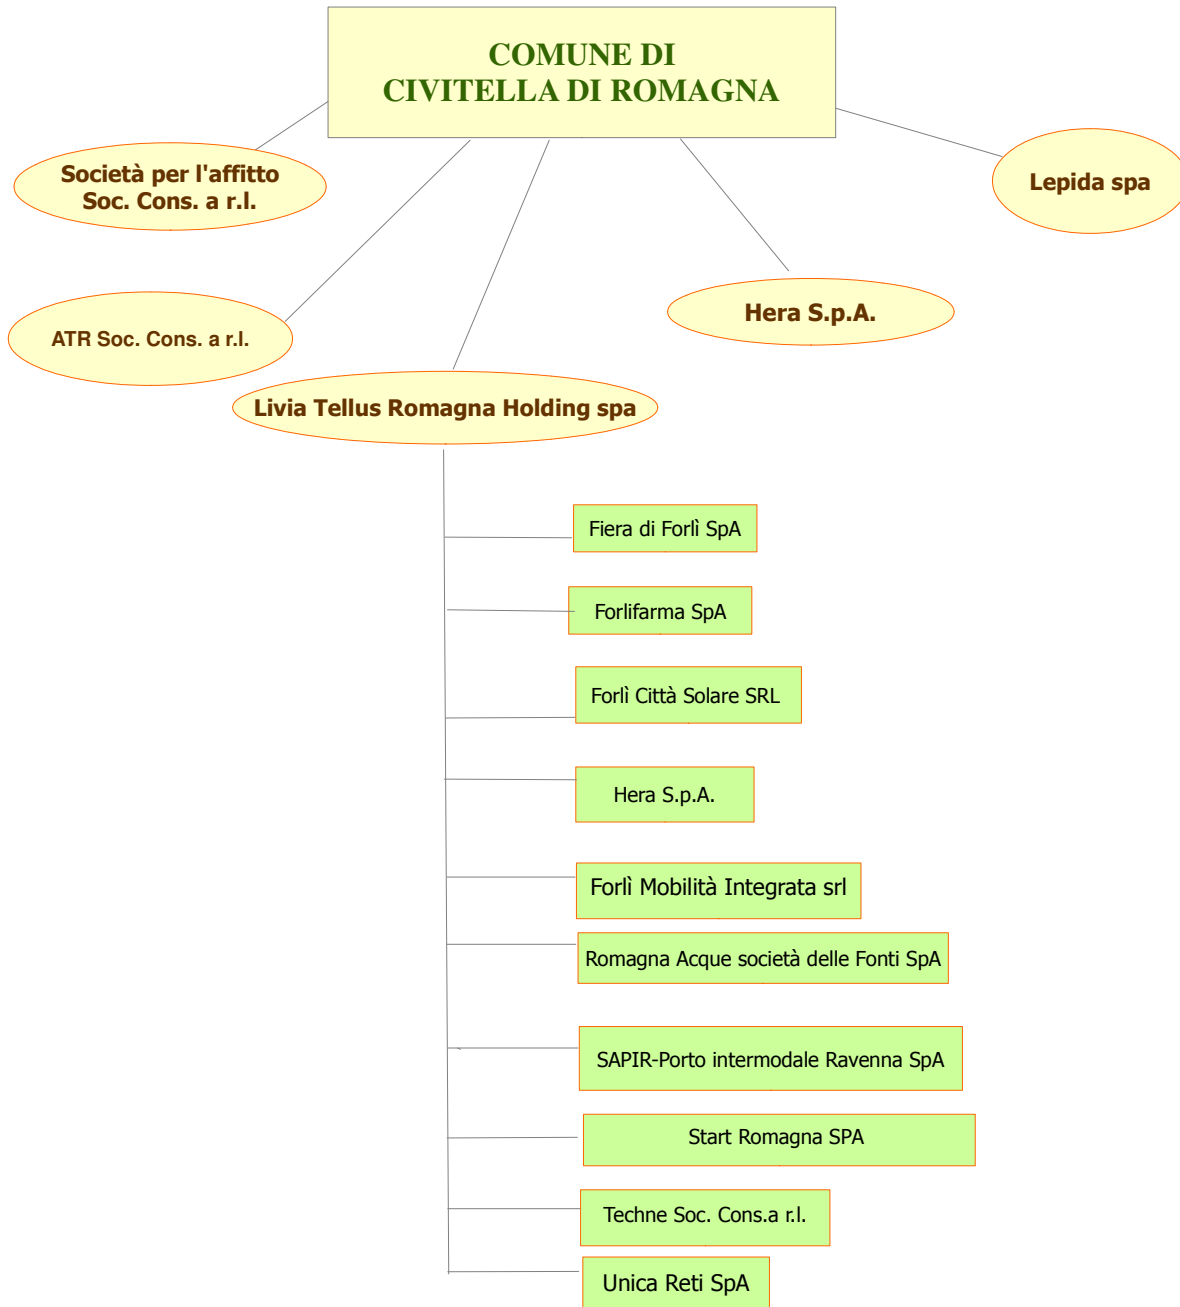 COMUNE DI
CIVITELLA DI ROMAGNA
Società per l'affitto
Soc. Cons. a r.l.
Lepida spa
Hera S.p.A.
ATR Soc. Cons. a r.l.
Livia Tellus Romagna Holding spa
Fiera di Forlì SpA
Forlifarma SpA
Forlì Città Solare SRL
Hera S.p.A.
Forlì Mobilità Integrata srl
Romagna Acque società delle Fonti SpA
SAPIR-Porto intermodale Ravenna SpA
Start Romagna SPA
Techne Soc. Cons.a r.l.
Unica Reti SpA